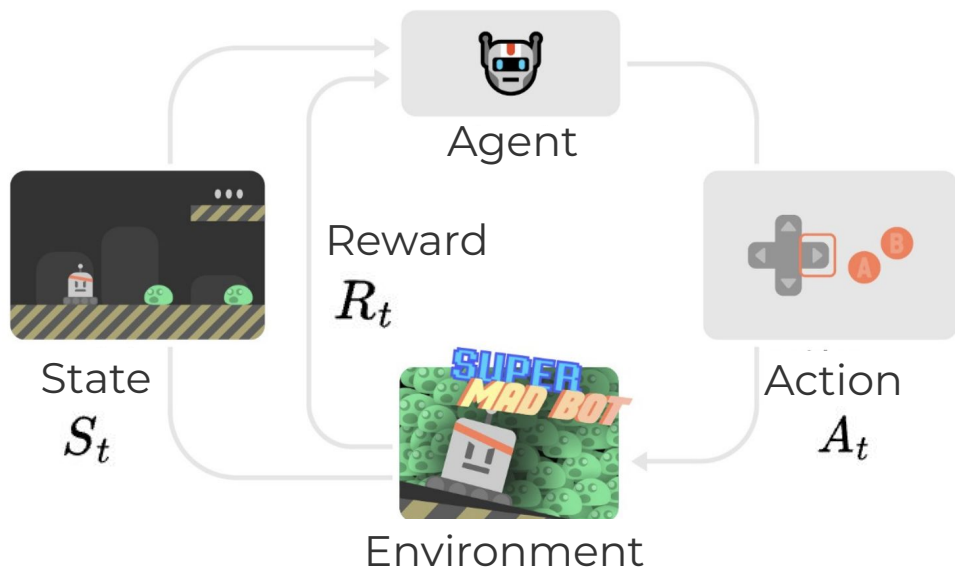 Agent
Reward
R_t
B
A
State
S_t
SUPER
MAD BOT
Action
A_t
Environment